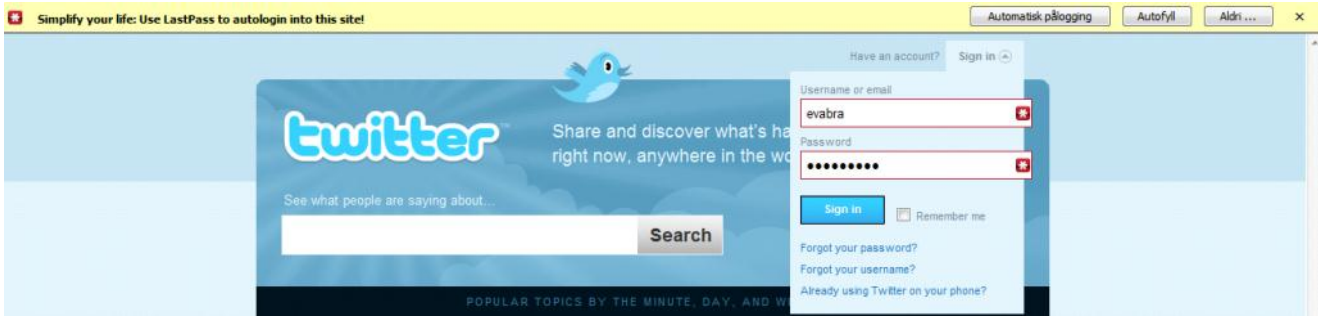 Simplify your life: Use LastPass to autologin into this site!
Automatisk pålogging
Autofyll
Aldri ...
Have an account?
Sign in
twitter
Share and discover what's ha
right now, anywhere in the wo
Username or email
evabra
Password
•••••••••
Sign in
Remember me
See what people are saying about...
Search
Forgot your password?
Forgot your username?
Already using Twitter on your phone?
POPULAR TOPICS BY THE MINUTE, DAY, AND W